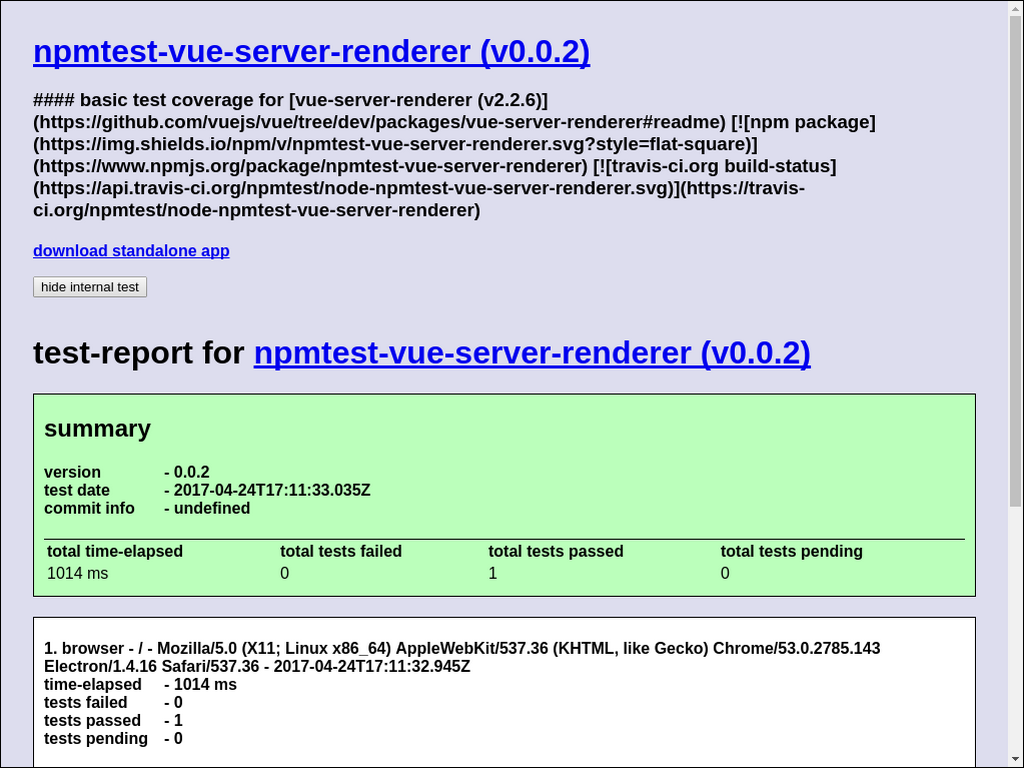 npmtest-vue-server-renderer (v0.0.2)
#### basic test coverage for [vue-server-renderer (v2.2.6)]
(https://github.com/vuejs/vue/tree/dev/packages/vue-server-renderer#readme) [![npm package]
(https://img.shields.io/npm/v/npmtest-vue-server-renderer.svg?style=flat-square)]
(https://www.npmjs.org/package/npmtest-vue-server-renderer) [![travis-ci.org build-status]
(https://api.travis-ci.org/npmtest/node-npmtest-vue-server-renderer.svg)](https://travis-
ci.org/npmtest/node-npmtest-vue-server-renderer)
download standalone app
hide internal test
test-report for npmtest-vue-server-renderer (v0.0.2)
summary
version - 0.0.2
test date - 2017-04-24T17:11:33.035Z
commit info - undefined
total time-elapsed total tests failed total tests passed total tests pending
1014 ms 0 1 0
1. browser - / - Mozilla/5.0 (X11; Linux x86_64) AppleWebKit/537.36 (KHTML, like Gecko) Chrome/53.0.2785.143
Electron/1.4.16 Safari/537.36 - 2017-04-24T17:11:32.945Z
time-elapsed - 1014 ms
tests failed - 0
tests passed - 1
tests pending - 0